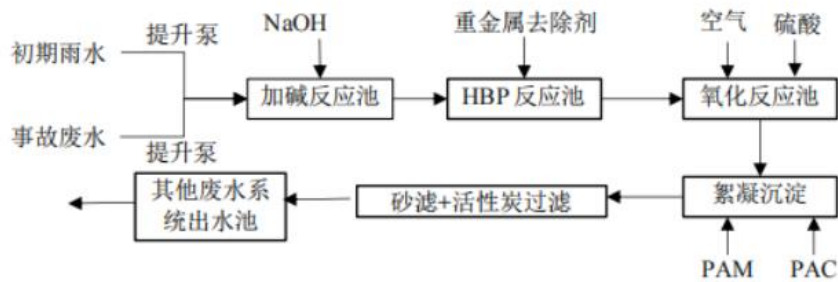 NaOH
重金属去除剂
空气
硫酸
提升泵
初期雨水
加碱反应池
HBP 反应池
氧化反应池
事故废水
提升泵
其他废水系
统出水池
砂滤+活性炭过滤
絮凝沉淀
PAM
PAC